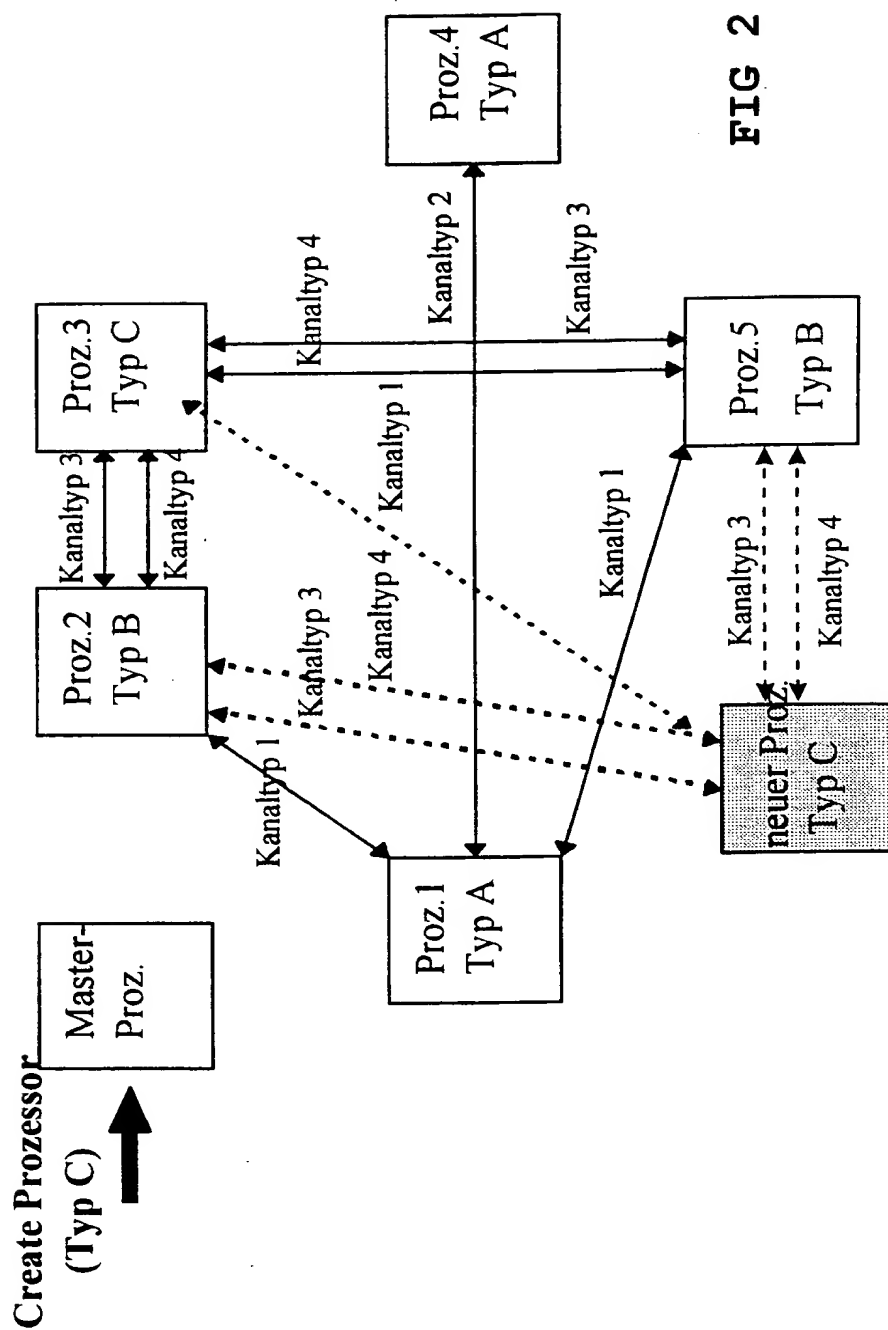 Create Prozessor
(Typ C)
Master-
Proz.
Proz.2
Typ B
Kanaltyp 3
Kanaltyp 4
Proz.3
Typ C
Kanaltyp 1
Kanaltyp 3
Kanaltyp 4
Kanaltyp 1
Kanaltyp 4
Kanaltyp 2
Kanaltyp 3
Proz.1
Typ A
Proz.4
Typ A
Kanaltyp 1
neuer Proz.
Typ C
Kanaltyp 3
Kanaltyp 4
Proz.5
Typ B
FIG 2